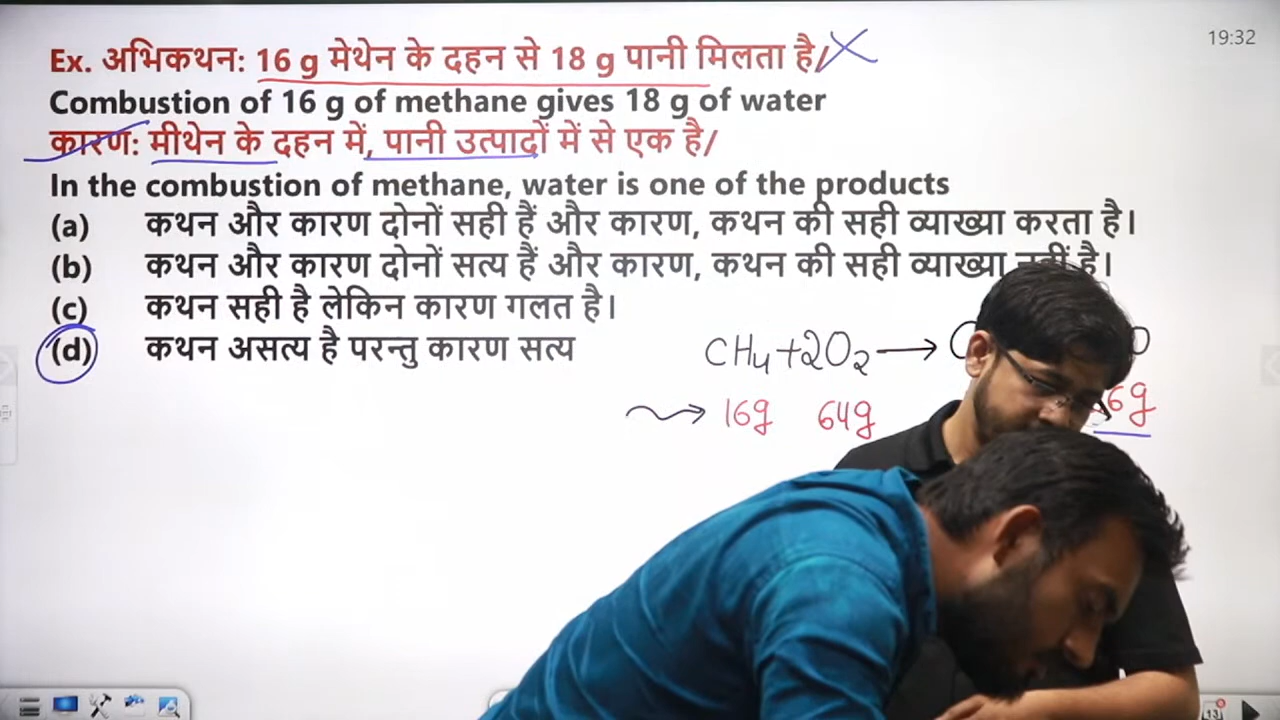 19:32
Ex. अभिकथन: 16 g मेथेन के दहन से 18 g पानी मिलता है/
Combustion of 16 g of methane gives 18 g of water
कारण: मीथेन के दहन में, पानी उत्पादों में से एक है/
In the combustion of methane, water is one of the products
(a) कथन और कारण दोनों सही हैं और कारण, कथन की सही व्याख्या करता है।
(b) कथन और कारण दोनों सत्य हैं और कारण, कथन की सही व्याख्या है।
(c) कथन सही है लेकिन कारण गलत है।
(d) कथन असत्य है परन्तु कारण सत्य
CH₄+2O₂⟶
16g 64g 6g